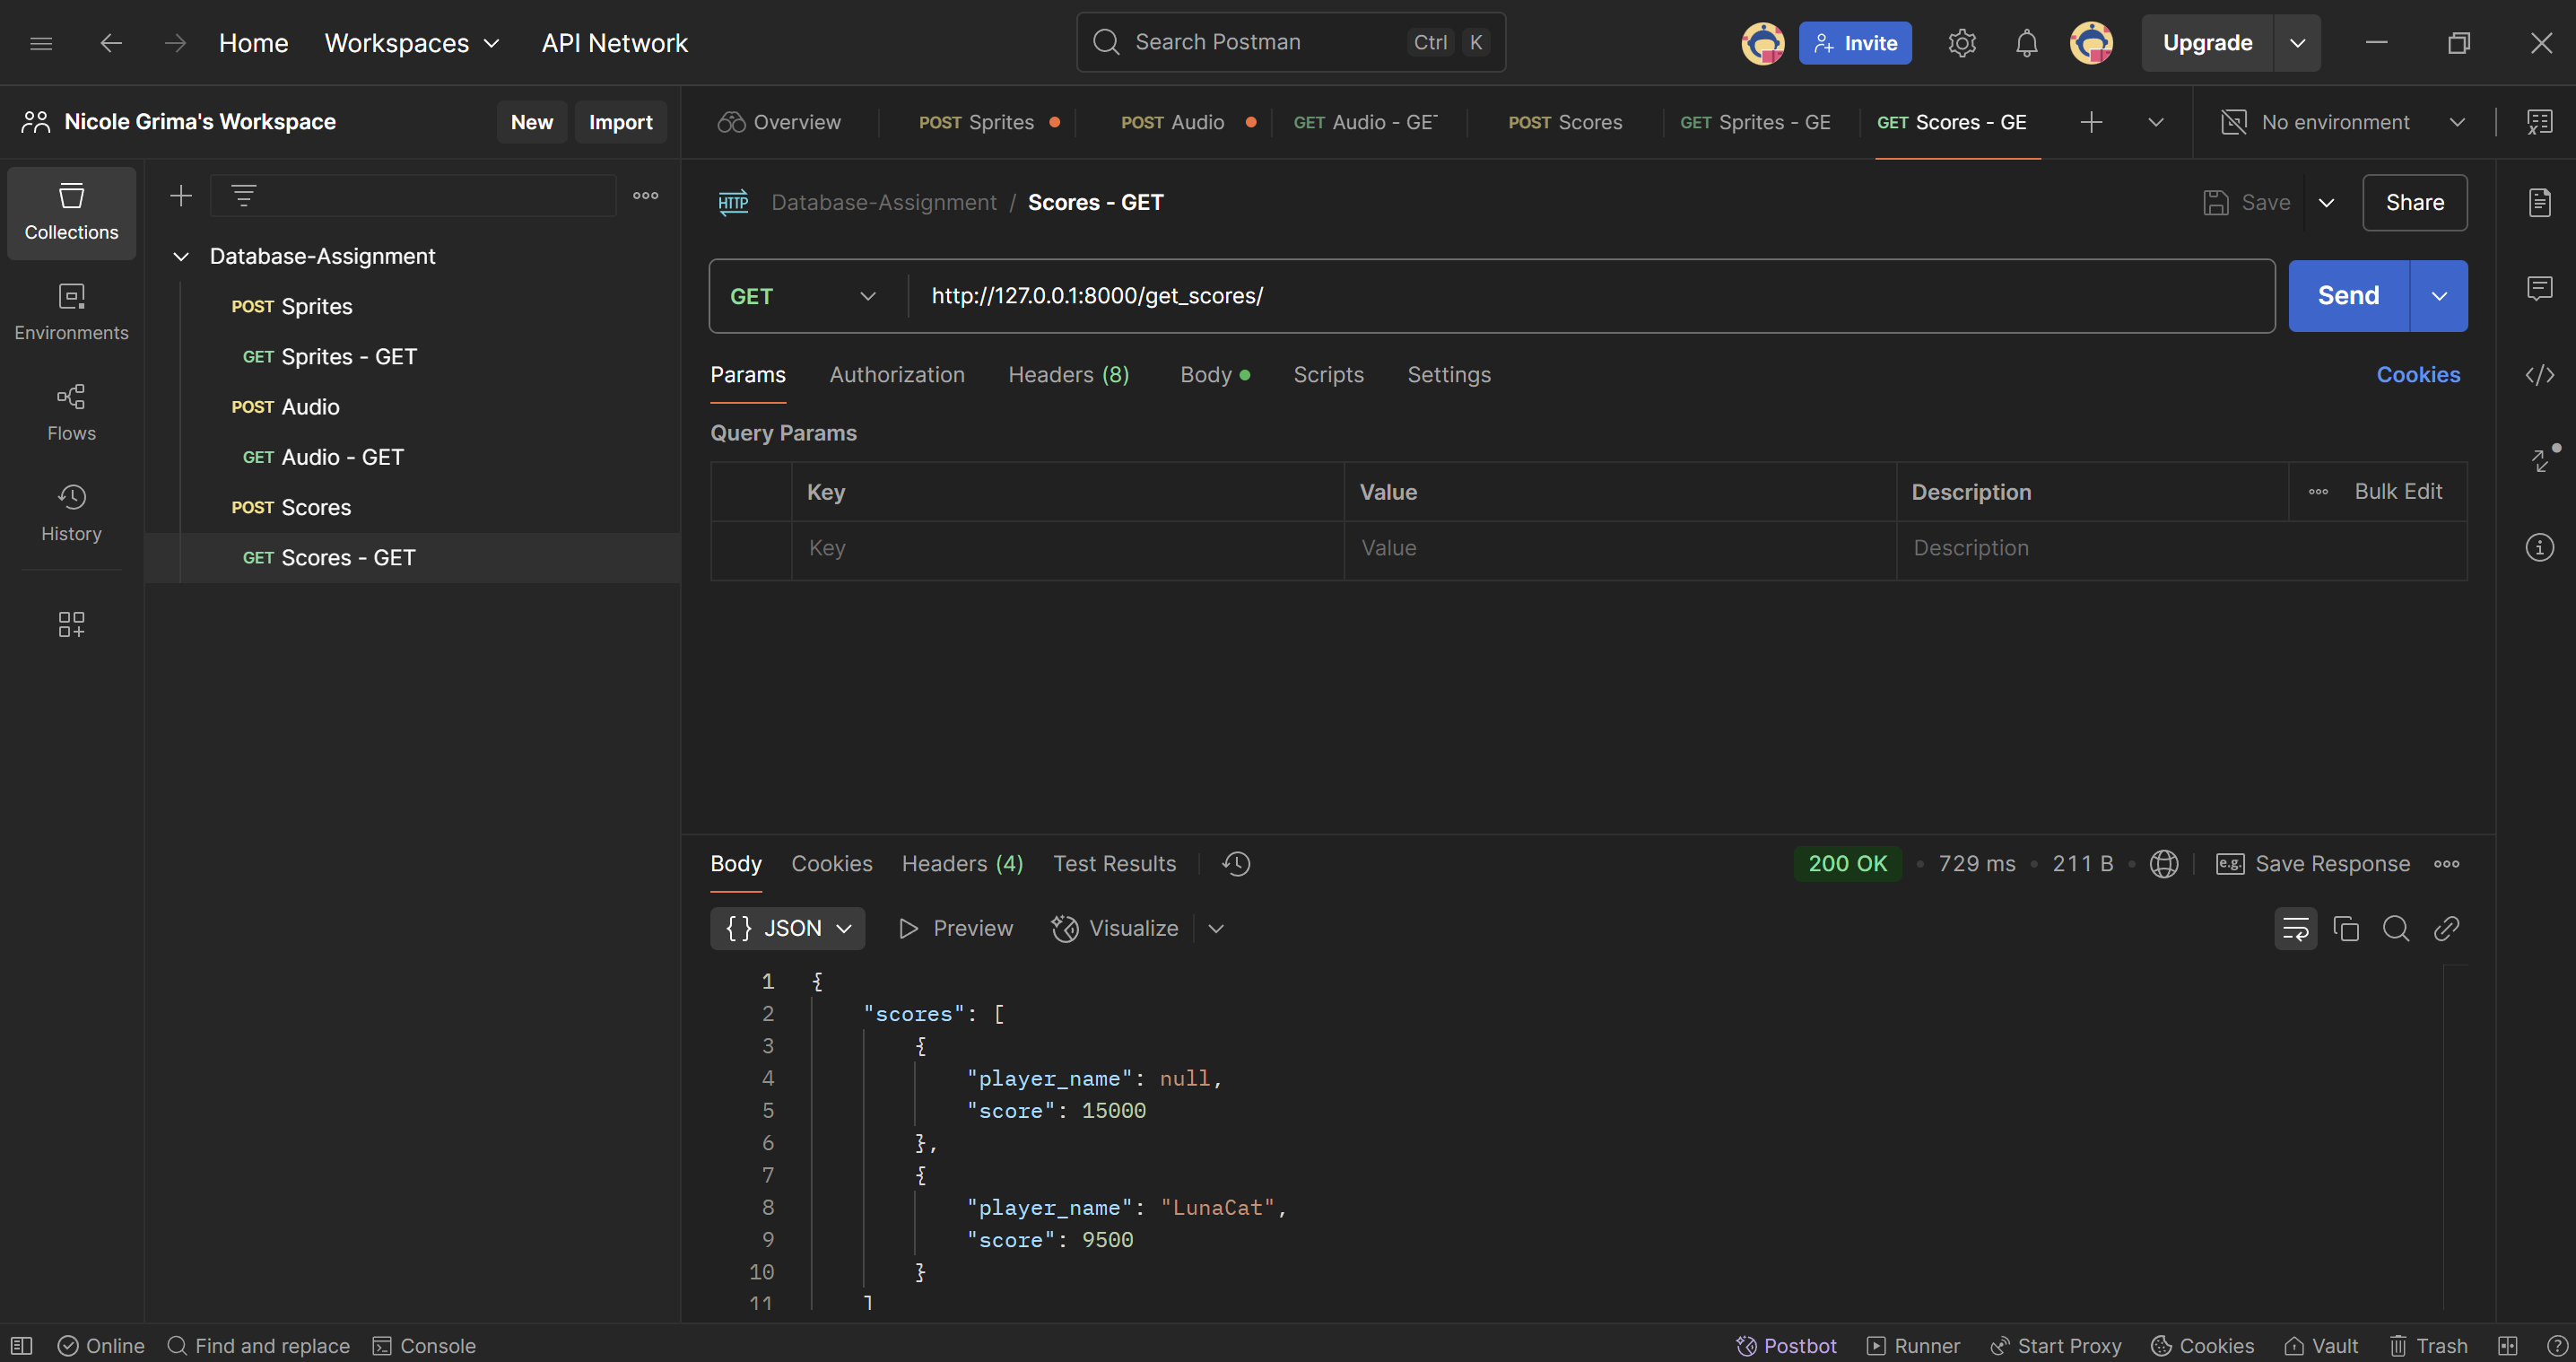 Home Workspaces API Network Search Postman Ctrl K Invite Upgrade
Nicole Grima's Workspace New Import Overview POST Sprites POST Audio GET Audio - GET POST Scores GET Sprites - GE GET Scores - GE No environment
Collections
Environments
Flows
History
Database-Assignment
POST Sprites
GET Sprites - GET
POST Audio
GET Audio - GET
POST Scores
GET Scores - GET
HTTP Database-Assignment / Scores - GET Save Share
GET http://127.0.0.1:8000/get_scores/ Send
Params Authorization Headers (8) Body Scripts Settings Cookies
Query Params
Key Value Description Bulk Edit
Key Value Description
Body Cookies Headers (4) Test Results 200 OK • 729 ms • 211 B • e.g. Save Response
{} JSON Preview Visualize
1 {
2 "scores": [
3 {
4 "player_name": null,
5 "score": 15000
6 },
7 {
8 "player_name": "LunaCat",
9 "score": 9500
10 }
11 ]
Online Find and replace Console Postbot Runner Start Proxy Cookies Vault Trash